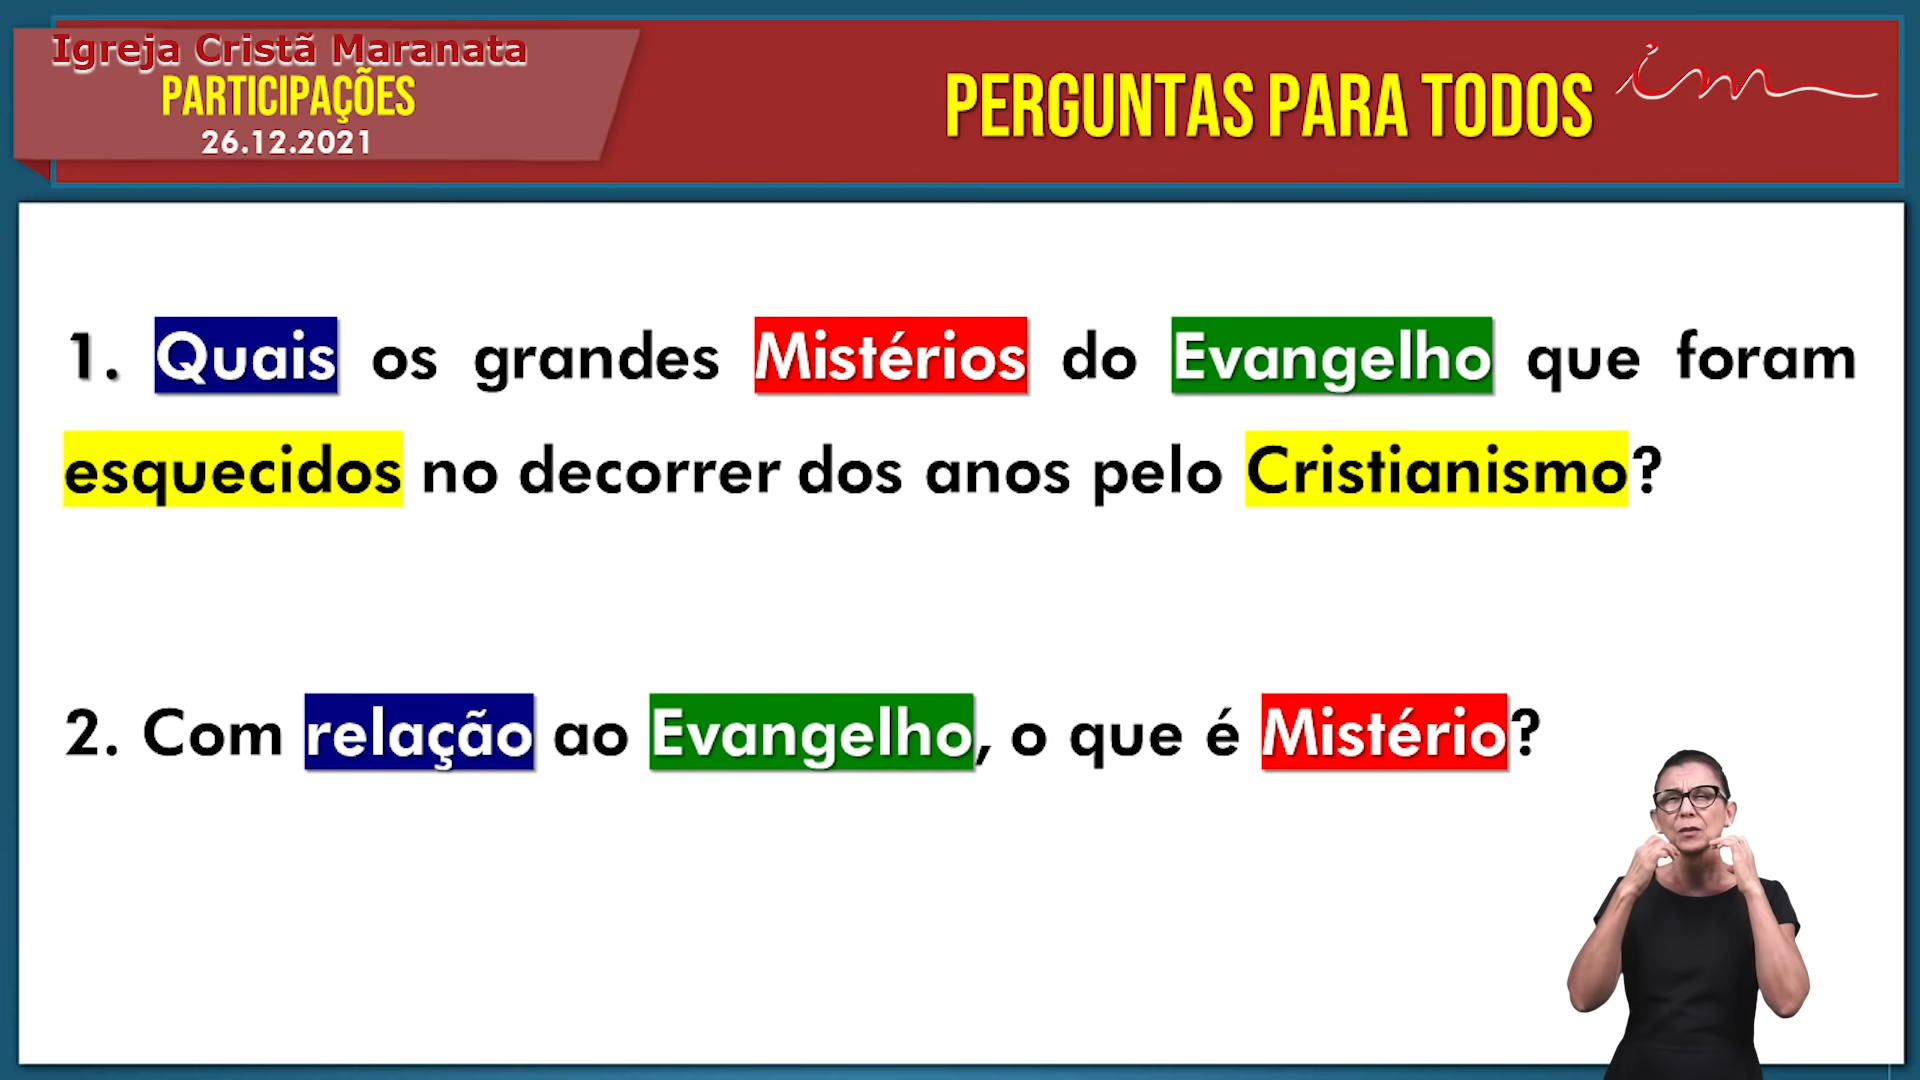 Igreja Cristã Maranata
PARTICIPAÇÕES
26.12.2021
PERGUNTAS PARA TODOS
im
1. Quais os grandes Mistérios do Evangelho que foram
esquecidos no decorrer dos anos pelo Cristianismo?
2. Com relação ao Evangelho, o que é Mistério?